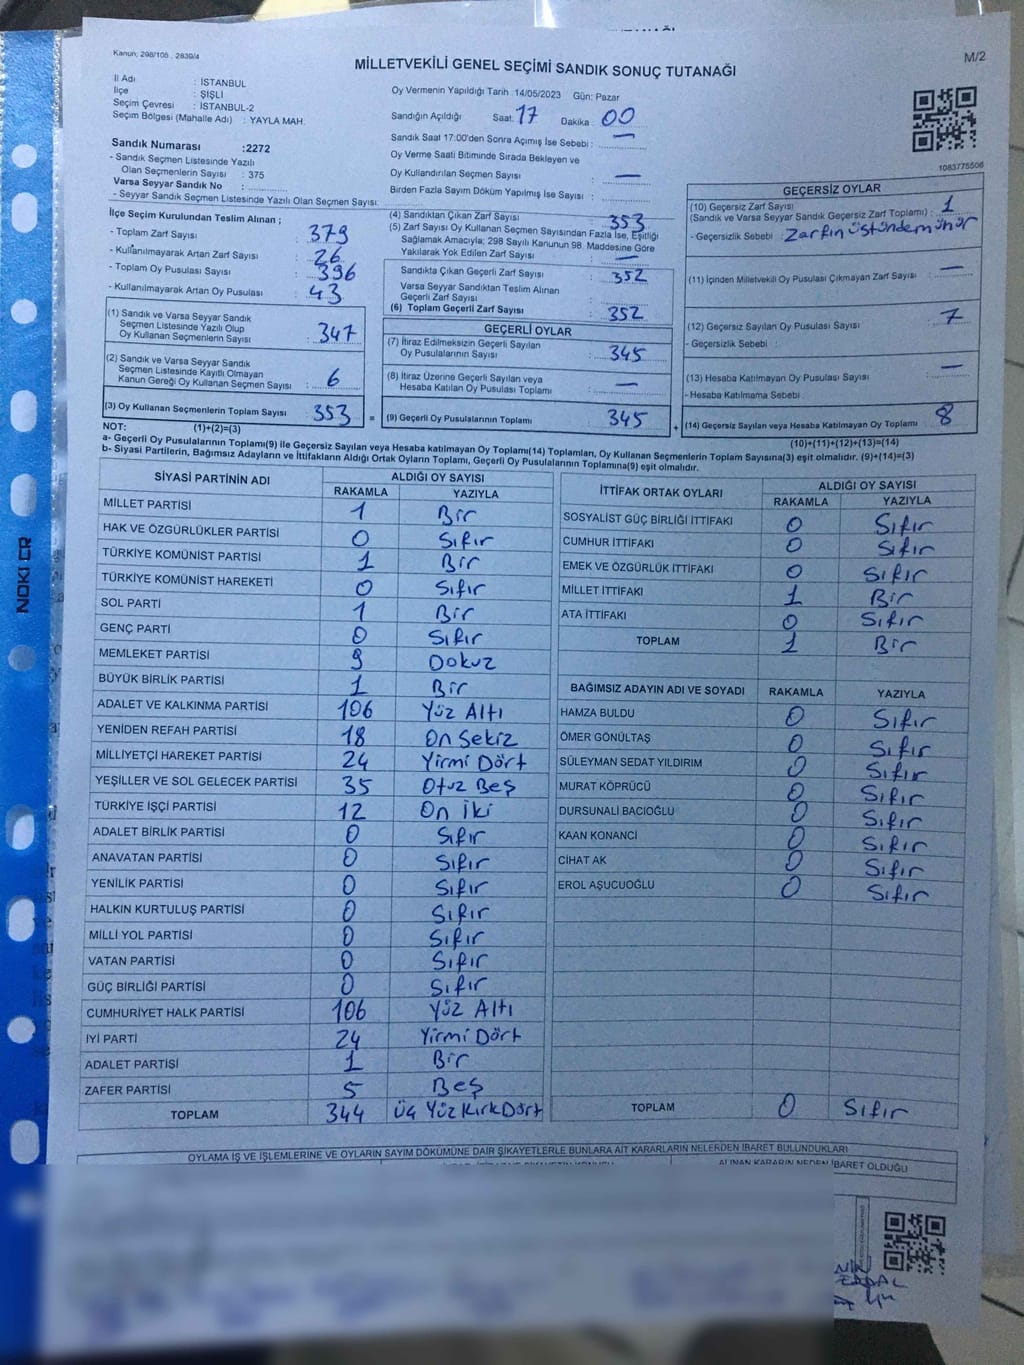 Kanun; 298/105 , 2839/4
MİLLETVEKİLİ GENEL SEÇİMİ SANDIK SONUÇ TUTANAĞI
M/2
İl Adı : İSTANBUL
İlçe : ŞİŞLİ
Seçim Çevresi : İSTANBUL-2
Seçim Bölgesi (Mahalle Adı) : YAYLA MAH.
Sandık Numarası :2272
- Sandık Seçmen Listesinde Yazılı
Olan Seçmenlerin Sayısı : 375
Varsa Seyyar Sandık No :
- Seyyar Sandık Seçmen Listesinde Yazılı Olan Seçmen Sayısı:
Oy Vermenin Yapıldığı Tarih :14/05/2023 Gün: Pazar
Sandığın Açıldığı Saat: 17 Dakika : 00
Sandık Saat 17:00'den Sonra Açımış İse Sebebi : —
Oy Verme Saati Bitiminde Sırada Bekleyen ve
Oy Kullandırılan Seçmen Sayısı : —
Birden Fazla Sayım Döküm Yapılmış İse Sayısı :
1083775506
İlçe Seçim Kurulundan Teslim Alınan ;
- Toplam Zarf Sayısı : 379
- Kullanılmayarak Artan Zarf Sayısı : 26
- Toplam Oy Pusulası Sayısı : 396
- Kullanılmayarak Artan Oy Pusulası : 43
(1) Sandık ve Varsa Seyyar Sandık
Seçmen Listesinde Yazılı Olup
Oy Kullanan Seçmenlerin Sayısı : 347
(2) Sandık ve Varsa Seyyar Sandık
Seçmen Listesinde Kayıtlı Olmayan
Kanun Gereği Oy Kullanan Seçmen Sayısı : 6
(3) Oy Kullanan Seçmenlerin Toplam Sayısı 353 =
(4) Sandıktan Çıkan Zarf Sayısı : 353
(5) Zarf Sayısı Oy Kullanan Seçmen Sayısından Fazla İse, Eşitliği
Sağlamak Amacıyla; 298 Sayılı Kanunun 98. Maddesine Göre
Yakılarak Yok Edilen Zarf Sayısı : —
Sandıkta Çıkan Geçerli Zarf Sayısı : 352
Varsa Seyyar Sandıktan Teslim Alınan
Geçerli Zarf Sayısı :
(6) Toplam Geçerli Zarf Sayısı : 352
GEÇERLİ OYLAR
(7) İtiraz Edilmeksizin Geçerli Sayılan
Oy Pusulalarının Sayısı : 345
(8) İtiraz Üzerine Geçerli Sayılan veya
Hesaba Katılan Oy Pusulası Toplamı : —
(9) Geçerli Oy Pusulalarının Toplamı : 345 +
GEÇERSİZ OYLAR
(10) Geçersiz Zarf Sayısı
(Sandık ve Varsa Seyyar Sandık Geçersiz Zarf Toplamı) : 1
- Geçersizlik Sebebi : Zarfın üstünde mühür
(11) İçinden Milletvekili Oy Pusulası Çıkmayan Zarf Sayısı : —
(12) Geçersiz Sayılan Oy Pusulası Sayısı : 7
- Geçersizlik Sebebi :
(13) Hesaba Katılmayan Oy Pusulası Sayısı : —
- Hesaba Katılmama Sebebi :
(14) Geçersiz Sayılan veya Hesaba Katılmayan Oy Toplamı : 8
NOT: (1)+(2)=(3)
(10)+(11)+(12)+(13)=(14)
a- Geçerli Oy Pusulalarının Toplamı(9) İle Geçersiz Sayılan veya Hesaba katılmayan Oy Toplamı(14) Toplamları, Oy Kullanan Seçmenlerin Toplam Sayısına(3) eşit olmalıdır. (9)+(14)=(3)
b- Siyasi Partilerin, Bağımsız Adayların ve İttifakların Aldığı Ortak Oyların Toplamı, Geçerli Oy Pusulalarının Toplamına(9) eşit olmalıdır.
SİYASİ PARTİNİN ADI ALDIĞI OY SAYISI
RAKAMLA YAZIYLA
MİLLET PARTİSİ 1 Bir
HAK VE ÖZGÜRLÜKLER PARTİSİ 0 Sıfır
TÜRKİYE KOMÜNİST PARTİSİ 1 Bir
TÜRKİYE KOMÜNİST HAREKETİ 0 Sıfır
SOL PARTİ 1 Bir
GENÇ PARTİ 0 Sıfır
MEMLEKET PARTİSİ 9 Dokuz
BÜYÜK BİRLİK PARTİSİ 1 Bir
ADALET VE KALKINMA PARTİSİ 106 Yüz Altı
YENİDEN REFAH PARTİSİ 18 On Sekiz
MİLLİYETÇİ HAREKET PARTİSİ 24 Yirmi Dört
YEŞİLLER VE SOL GELECEK PARTİSİ 35 Otuz Beş
TÜRKİYE İŞÇİ PARTİSİ 12 On iki
ADALET BİRLİK PARTİSİ 0 Sıfır
ANAVATAN PARTİSİ 0 Sıfır
YENİLİK PARTİSİ 0 Sıfır
HALKIN KURTULUŞ PARTİSİ 0 Sıfır
MİLLİ YOL PARTİSİ 0 Sıfır
VATAN PARTİSİ 0 Sıfır
GÜÇ BİRLİĞİ PARTİSİ 0 Sıfır
CUMHURİYET HALK PARTİSİ 106 Yüz Altı
İYİ PARTİ 24 Yirmi Dört
ADALET PARTİSİ 1 Bir
ZAFER PARTİSİ 5 Beş
TOPLAM 344 Üç Yüz Kırk Dört
İTTİFAK ORTAK OYLARI ALDIĞI OY SAYISI
RAKAMLA YAZIYLA
SOSYALİST GÜÇ BİRLİĞİ İTTİFAKI 0 Sıfır
CUMHUR İTTİFAKI 0 Sıfır
EMEK VE ÖZGÜRLÜK İTTİFAKI 0 Sıfır
MİLLET İTTİFAKI 1 Bir
ATA İTTİFAKI 0 Sıfır
TOPLAM 1 Bir
BAĞIMSIZ ADAYIN ADI VE SOYADI RAKAMLA YAZIYLA
HAMZA BULDU 0 Sıfır
ÖMER GÖNÜLTAŞ 0 Sıfır
SÜLEYMAN SEDAT YILDIRIM 0 Sıfır
MURAT KÖPRÜCÜ 0 Sıfır
DURSUNALİ BACIOĞLU 0 Sıfır
KAAN KONANCI 0 Sıfır
CİHAT AK 0 Sıfır
EROL AŞUCUOĞLU 0 Sıfır
TOPLAM 0 Sıfır
OYLAMA İŞ VE İŞLEMLERİNE VE OYLARIN SAYIM DÖKÜMÜNE DAİR ŞİKAYETLERLE BUNLARA AİT KARARLARIN NELERDEN İBARET BULUNDUKLARI
ALINAN KARARIN NEDEN İBARET OLDUĞU
NOKI CR